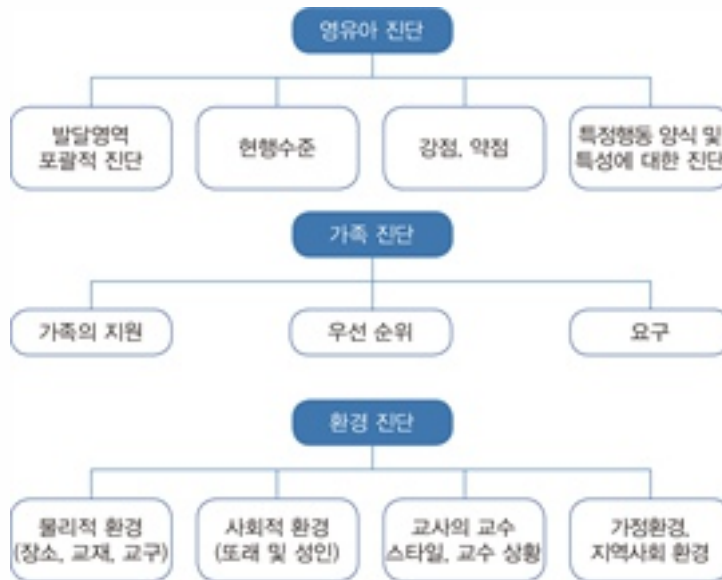 영유아 진단
발달영역
포괄적 진단
현행수준
강점, 약점
특정행동 양식 및
특성에 대한 진단
가족 진단
가족의 지원
우선 순위
요구
환경 진단
물리적 환경
(장소, 교재, 교구)
사회적 환경
(또래 및 성인)
교사의 교수
스타일, 교수 상황
가정환경,
지역사회 환경